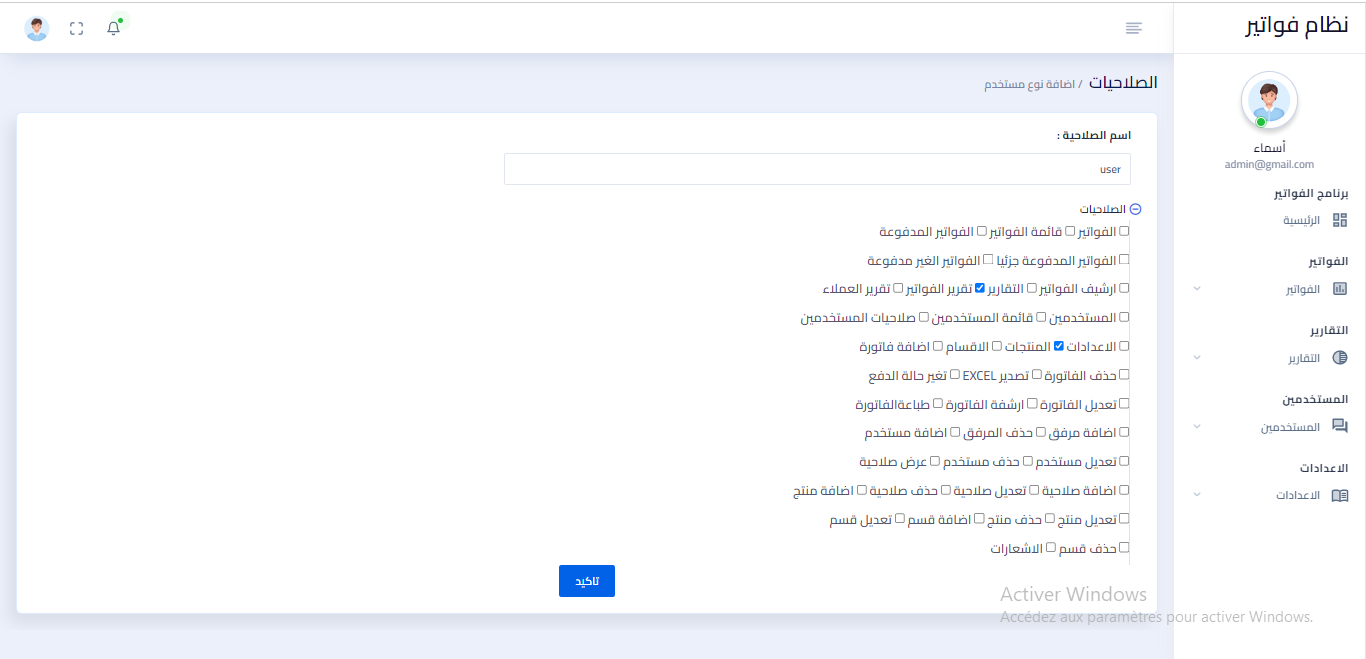 نظام فواتير
أسماء
admin@gmail.com
برنامج الفواتير
الرئيسية
الفواتير
الفواتير
التقارير
التقارير
المستخدمين
المستخدمين
الاعدادات
الاعدادات
الصلاحيات / اضافة نوع مستخدم
اسم الصلاحية :
user
الصلاحيات
الفواتير قائمة الفواتير الفواتير المدفوعة
الفواتير المدفوعة جزئيا الفواتير الغير مدفوعة
ارشيف الفواتير التقارير تقرير الفواتير تقرير العملاء
المستخدمين قائمة المستخدمين صلاحيات المستخدمين
الاعدادات المنتجات الاقسام اضافة فاتورة
حذف الفاتورة تصدير EXCEL تغير حالة الدفع
تعديل الفاتورة ارشفة الفاتورة طباعةالفاتورة
اضافة مرفق حذف المرفق اضافة مستخدم
تعديل مستخدم حذف مستخدم عرض صلاحية
اضافة صلاحية تعديل صلاحية حذف صلاحية اضافة منتج
تعديل منتج حذف منتج اضافة قسم تعديل قسم
حذف قسم الاشعارات
تاكيد
Activer Windows
Accédez aux paramètres pour activer Windows.